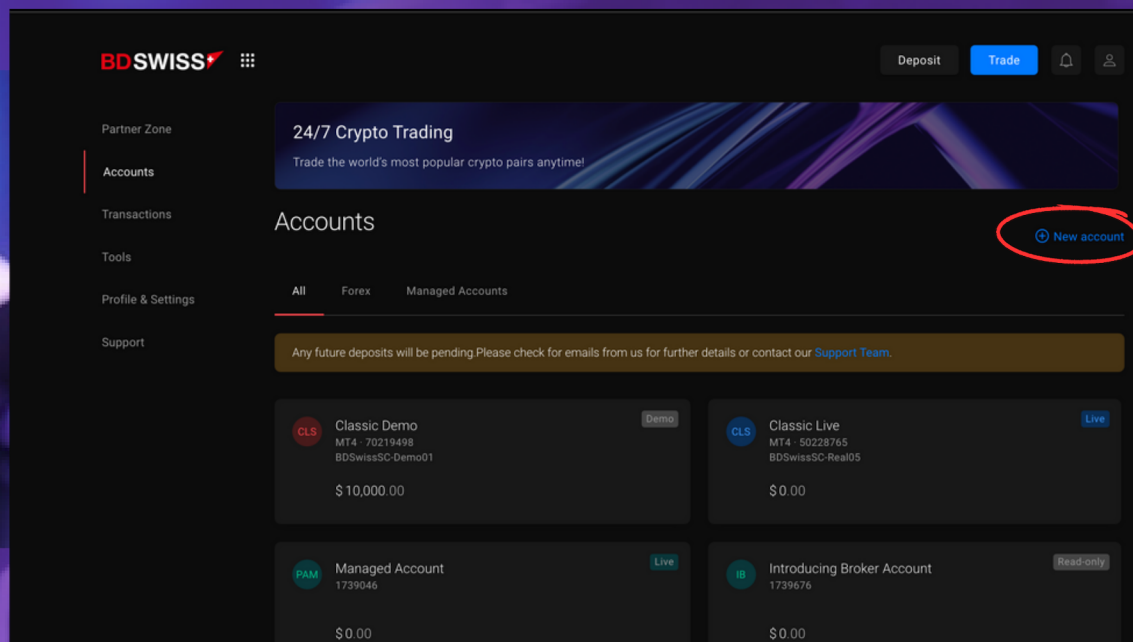 BDSWISS
Deposit
Trade
Partner Zone
Accounts
Transactions
Tools
Profile & Settings
Support
24/7 Crypto Trading
Trade the world's most popular crypto pairs anytime!
Accounts
New account
All
Forex
Managed Accounts
Any future deposits will be pending.Please check for emails from us for further details or contact our Support Team.
CLS
Classic Demo
Demo
MT4 · 70219498
BDSwissSC-Demo01
$10,000.00
CLS
Classic Live
Live
MT4 · 50228765
BDSwissSC-Real05
$0.00
PAM
Managed Account
Live
1739046
$0.00
IB
Introducing Broker Account
Read-only
1739676
$0.00